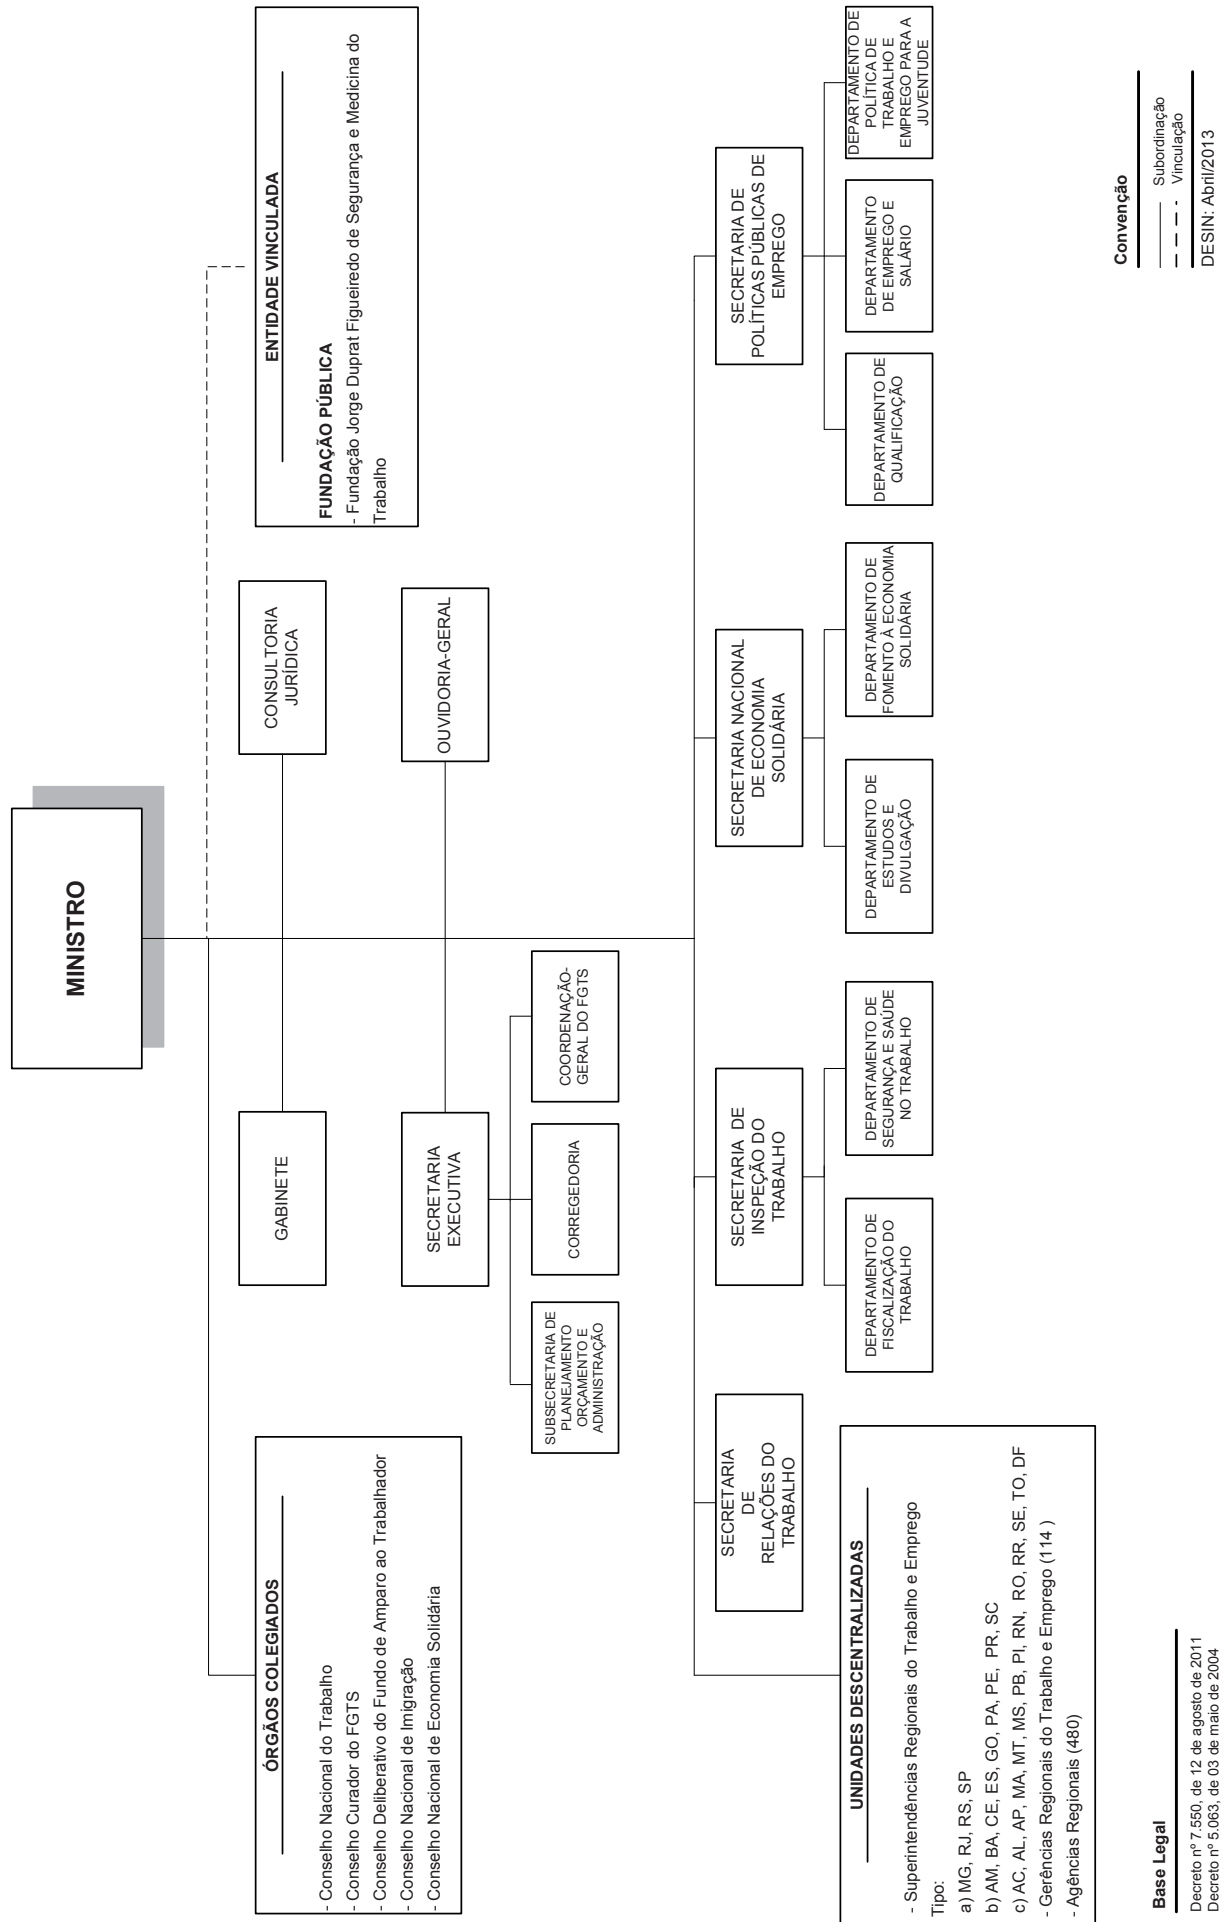 MINISTRO
ÓRGÃOS COLEGIADOS
- Conselho Nacional do Trabalho
- Conselho Curador do FGTS
- Conselho Deliberativo do Fundo de Amparo ao Trabalhador
- Conselho Nacional de Imigração
- Conselho Nacional de Economia Solidária
GABINETE
CONSULTORIA
JURÍDICA
ENTIDADE VINCULADA
FUNDAÇÃO PÚBLICA
- Fundação Jorge Duprat Figueiredo de Segurança e Medicina do
Trabalho
SECRETARIA
EXECUTIVA
OUVIDORIA-GERAL
SUBSECRETARIA DE
PLANEJAMENTO
ORÇAMENTO E
ADMINISTRAÇÃO
CORREGEDORIA
COORDENAÇÃO-
GERAL DO FGTS
SECRETARIA
DE
RELAÇÕES DO
TRABALHO
SECRETARIA DE
INSPEÇÃO DO
TRABALHO
SECRETARIA NACIONAL
DE ECONOMIA
SOLIDÁRIA
SECRETARIA DE
POLÍTICAS PÚBLICAS DE
EMPREGO
UNIDADES DESCENTRALIZADAS
- Superintendências Regionais do Trabalho e Emprego
Tipo:
a) MG, RJ, RS, SP
b) AM, BA, CE, ES, GO, PA, PE, PR, SC
c) AC, AL, AP, MA, MT, MS, PB, PI, RN, RO, RR, SE, TO, DF
- Gerências Regionais do Trabalho e Emprego (114 )
- Agências Regionais (480)
DEPARTAMENTO DE
FISCALIZAÇÃO DO
TRABALHO
DEPARTAMENTO DE
SEGURANÇA E SAÚDE
NO TRABALHO
DEPARTAMENTO DE
ESTUDOS E
DIVULGAÇÃO
DEPARTAMENTO DE
FOMENTO À ECONOMIA
SOLIDÁRIA
DEPARTAMENTO DE
QUALIFICAÇÃO
DEPARTAMENTO
DE EMPREGO E
SALÁRIO
DEPARTAMENTO DE
POLÍTICA DE
TRABALHO E
EMPREGO PARA A
JUVENTUDE
Base Legal
Decreto nº 7.550, de 12 de agosto de 2011
Decreto nº 5.063, de 03 de maio de 2004
Convenção
Subordinação
Vinculação
DESIN: Abril/2013